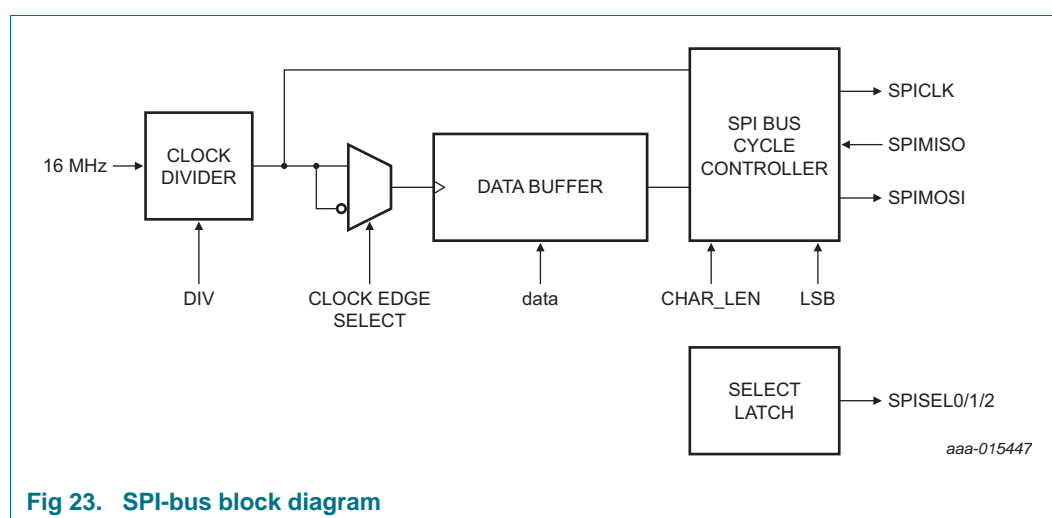 SPI BUS
CYCLE
CONTROLLER
SPICLK
SPIMISO
SPIMOSI
16 MHz
CLOCK
DIVIDER
DATA BUFFER
DIV
CLOCK EDGE
SELECT
data
CHAR_LEN
LSB
SELECT
LATCH
SPISEL0/1/2
aaa-015447
Fig 23. SPI-bus block diagram